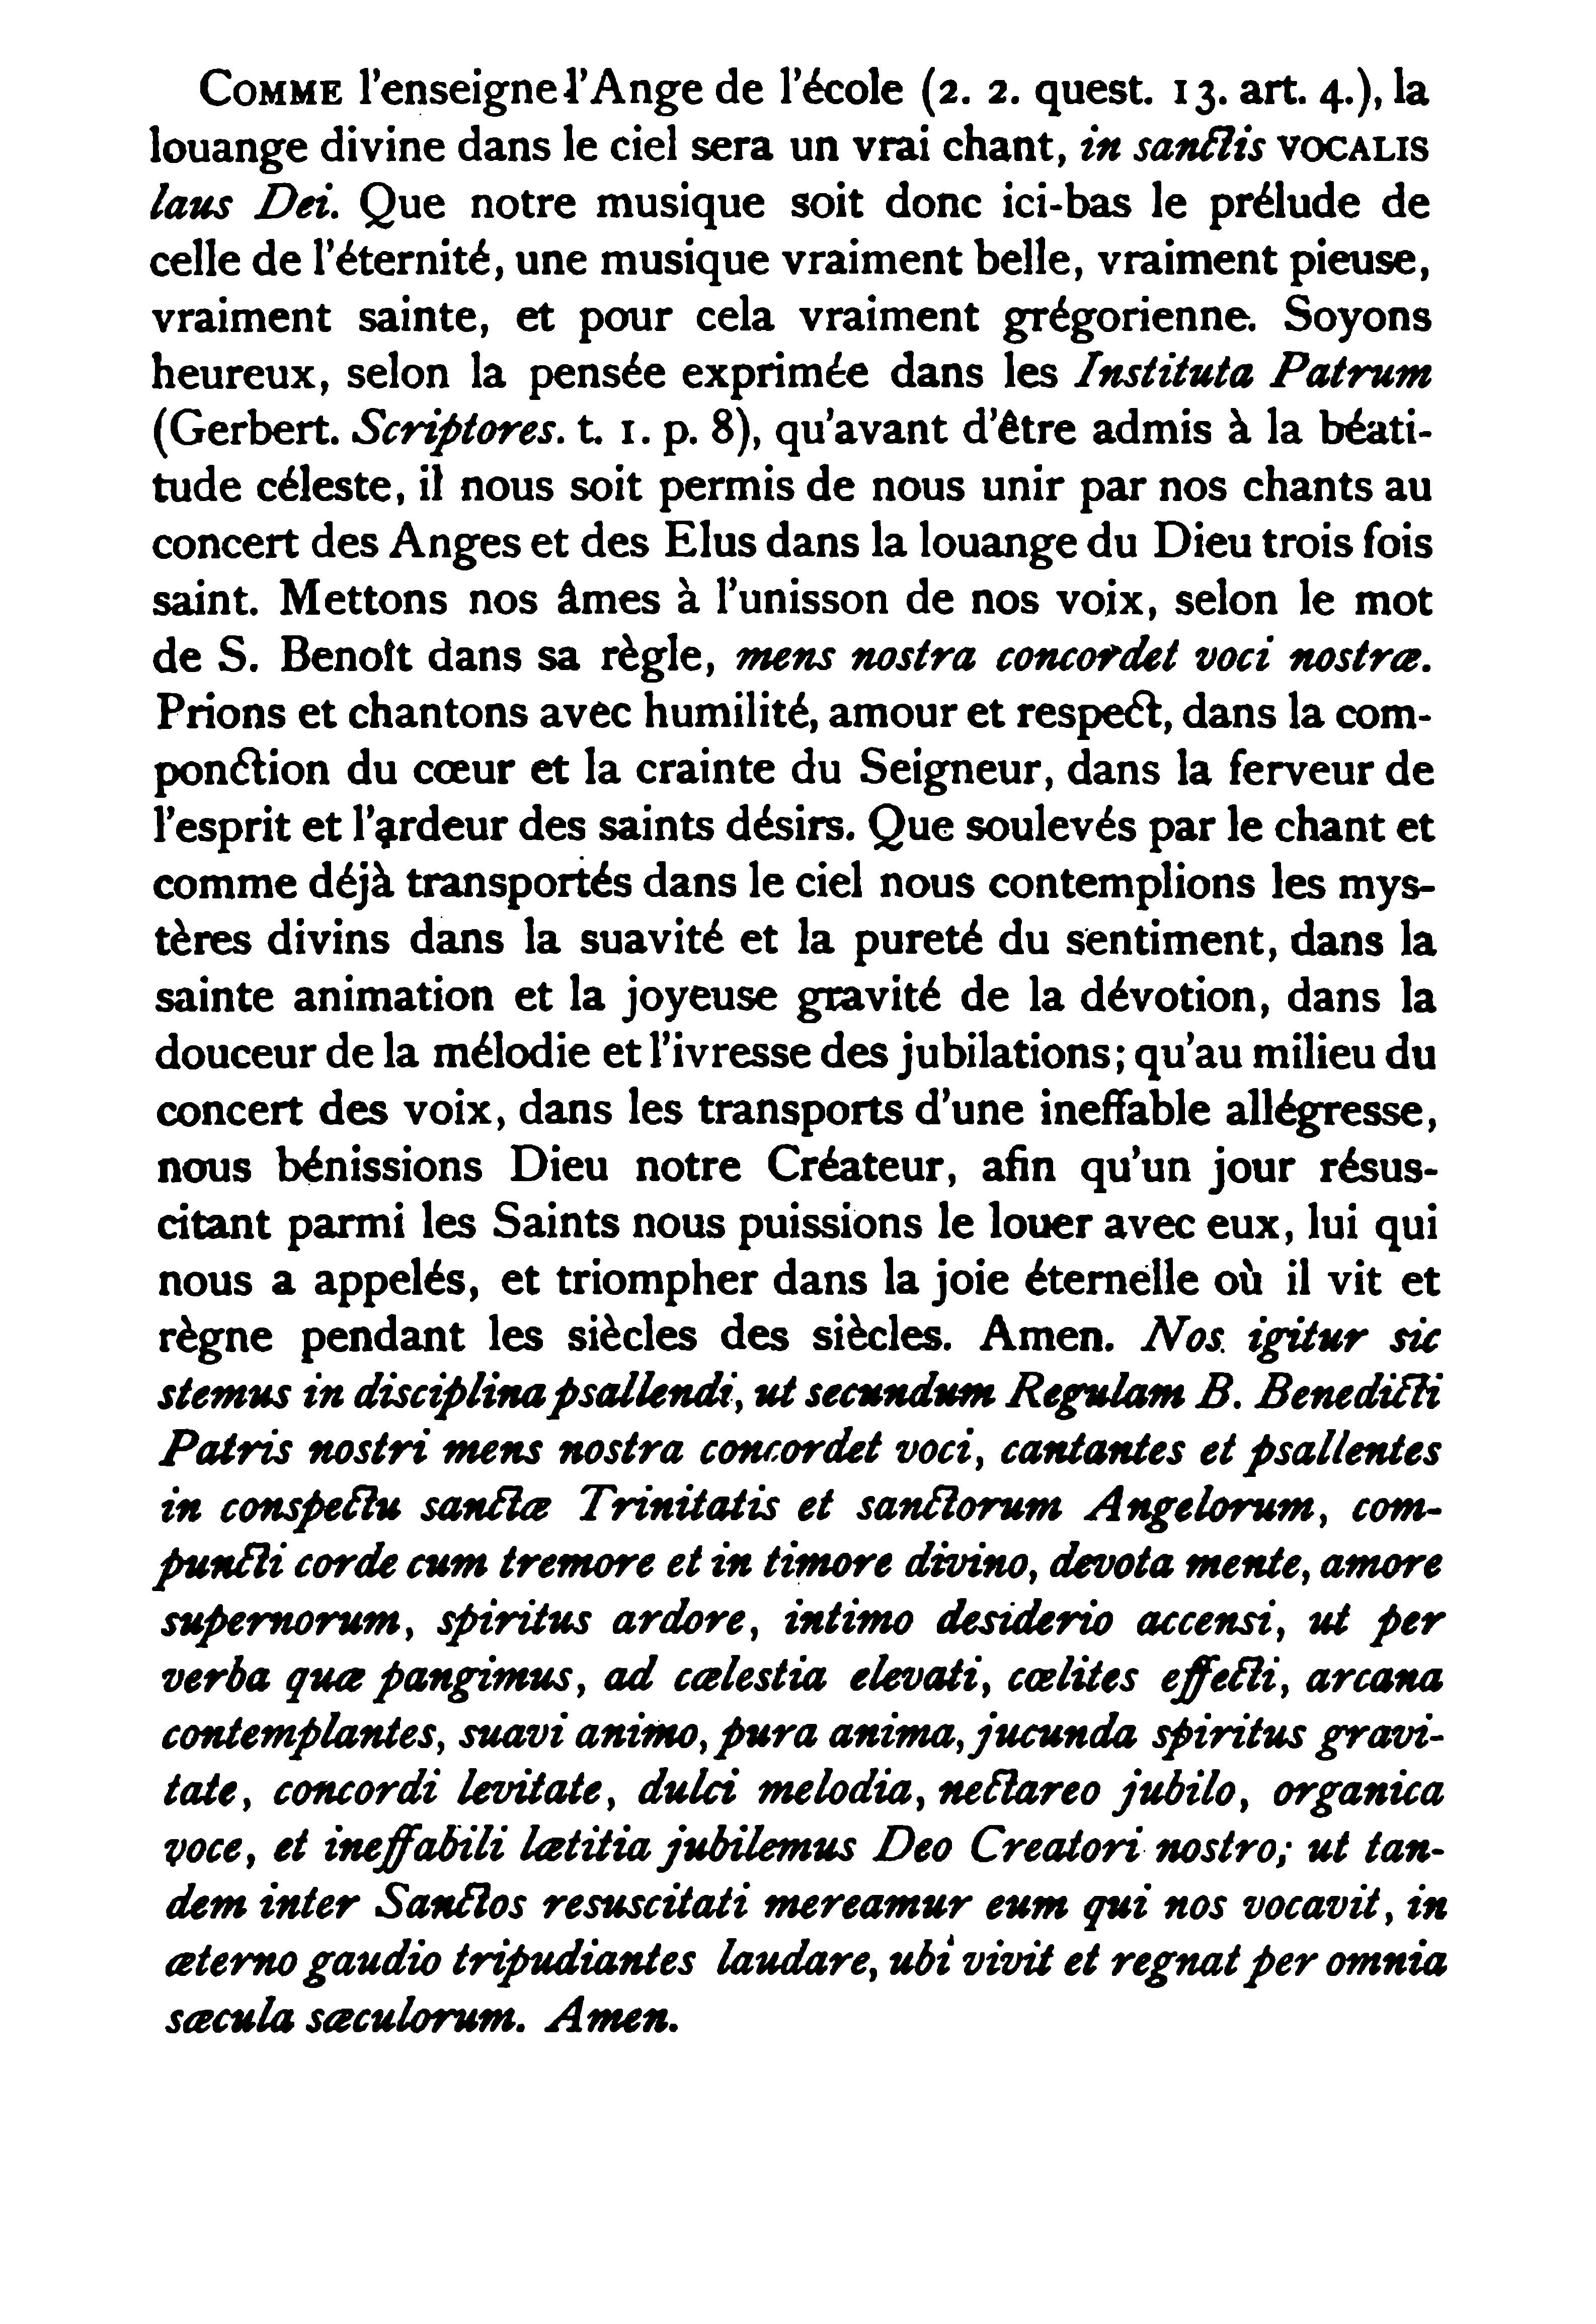 COMME l'enseigne l'Ange de l'école (2. 2. quest. 13. art. 4.), la
louange divine dans le ciel sera un vrai chant, in sanctis VOCALIS
laus Dei. Que notre musique soit donc ici-bas le prélude de
celle de l'éternité, une musique vraiment belle, vraiment pieuse,
vraiment sainte, et pour cela vraiment grégorienne. Soyons
heureux, selon la pensée exprimée dans les Instituta Patrum
(Gerbert. Scriptores. t. 1. p. 8), qu'avant d'être admis à la béati-
tude céleste, il nous soit permis de nous unir par nos chants au
concert des Anges et des Elus dans la louange du Dieu trois fois
saint. Mettons nos âmes à l'unisson de nos voix, selon le mot
de S. Benoît dans sa règle, mens nostra concordet voci nostræ.
Prions et chantons avec humilité, amour et respect, dans la com-
ponction du cœur et la crainte du Seigneur, dans la ferveur de
l'esprit et l'ardeur des saints désirs. Que soulevés par le chant et
comme déjà transportés dans le ciel nous contemplions les mys-
tères divins dans la suavité et la pureté du sentiment, dans la
sainte animation et la joyeuse gravité de la dévotion, dans la
douceur de la mélodie et l'ivresse des jubilations; qu'au milieu du
concert des voix, dans les transports d'une ineffable allégresse,
nous bénissions Dieu notre Créateur, afin qu'un jour résus-
citant parmi les Saints nous puissions le louer avec eux, lui qui
nous a appelés, et triompher dans la joie éternelle où il vit et
règne pendant les siècles des siècles. Amen. Nos igitur sic
stemus in disciplina psallendi, ut secundum Regulam B. Benedicti
Patris nostri mens nostra concordet voci, cantantes et psallentes
in conspectu sanctæ Trinitatis et sanctorum Angelorum, com-
puncti corde cum tremore et in timore divino, devota mente, amore
supernorum, spiritus ardore, intimo desiderio accensi, ut per
verba quæ pangimus, ad cælestia elevati, cœlites effecti, arcana
contemplantes, suavi animo, pura anima, jucunda spiritus gravi-
tate, concordi levitate, dulci melodia, nectareo jubilo, organica
voce, et ineffabili lætitia jubilemus Deo Creatori nostro; ut tan-
dem inter Sanctos resuscitati mereamur eum qui nos vocavit, in
æterno gaudio tripudiantes laudare, ubi vivit et regnat per omnia
sæcula sæculorum. Amen.